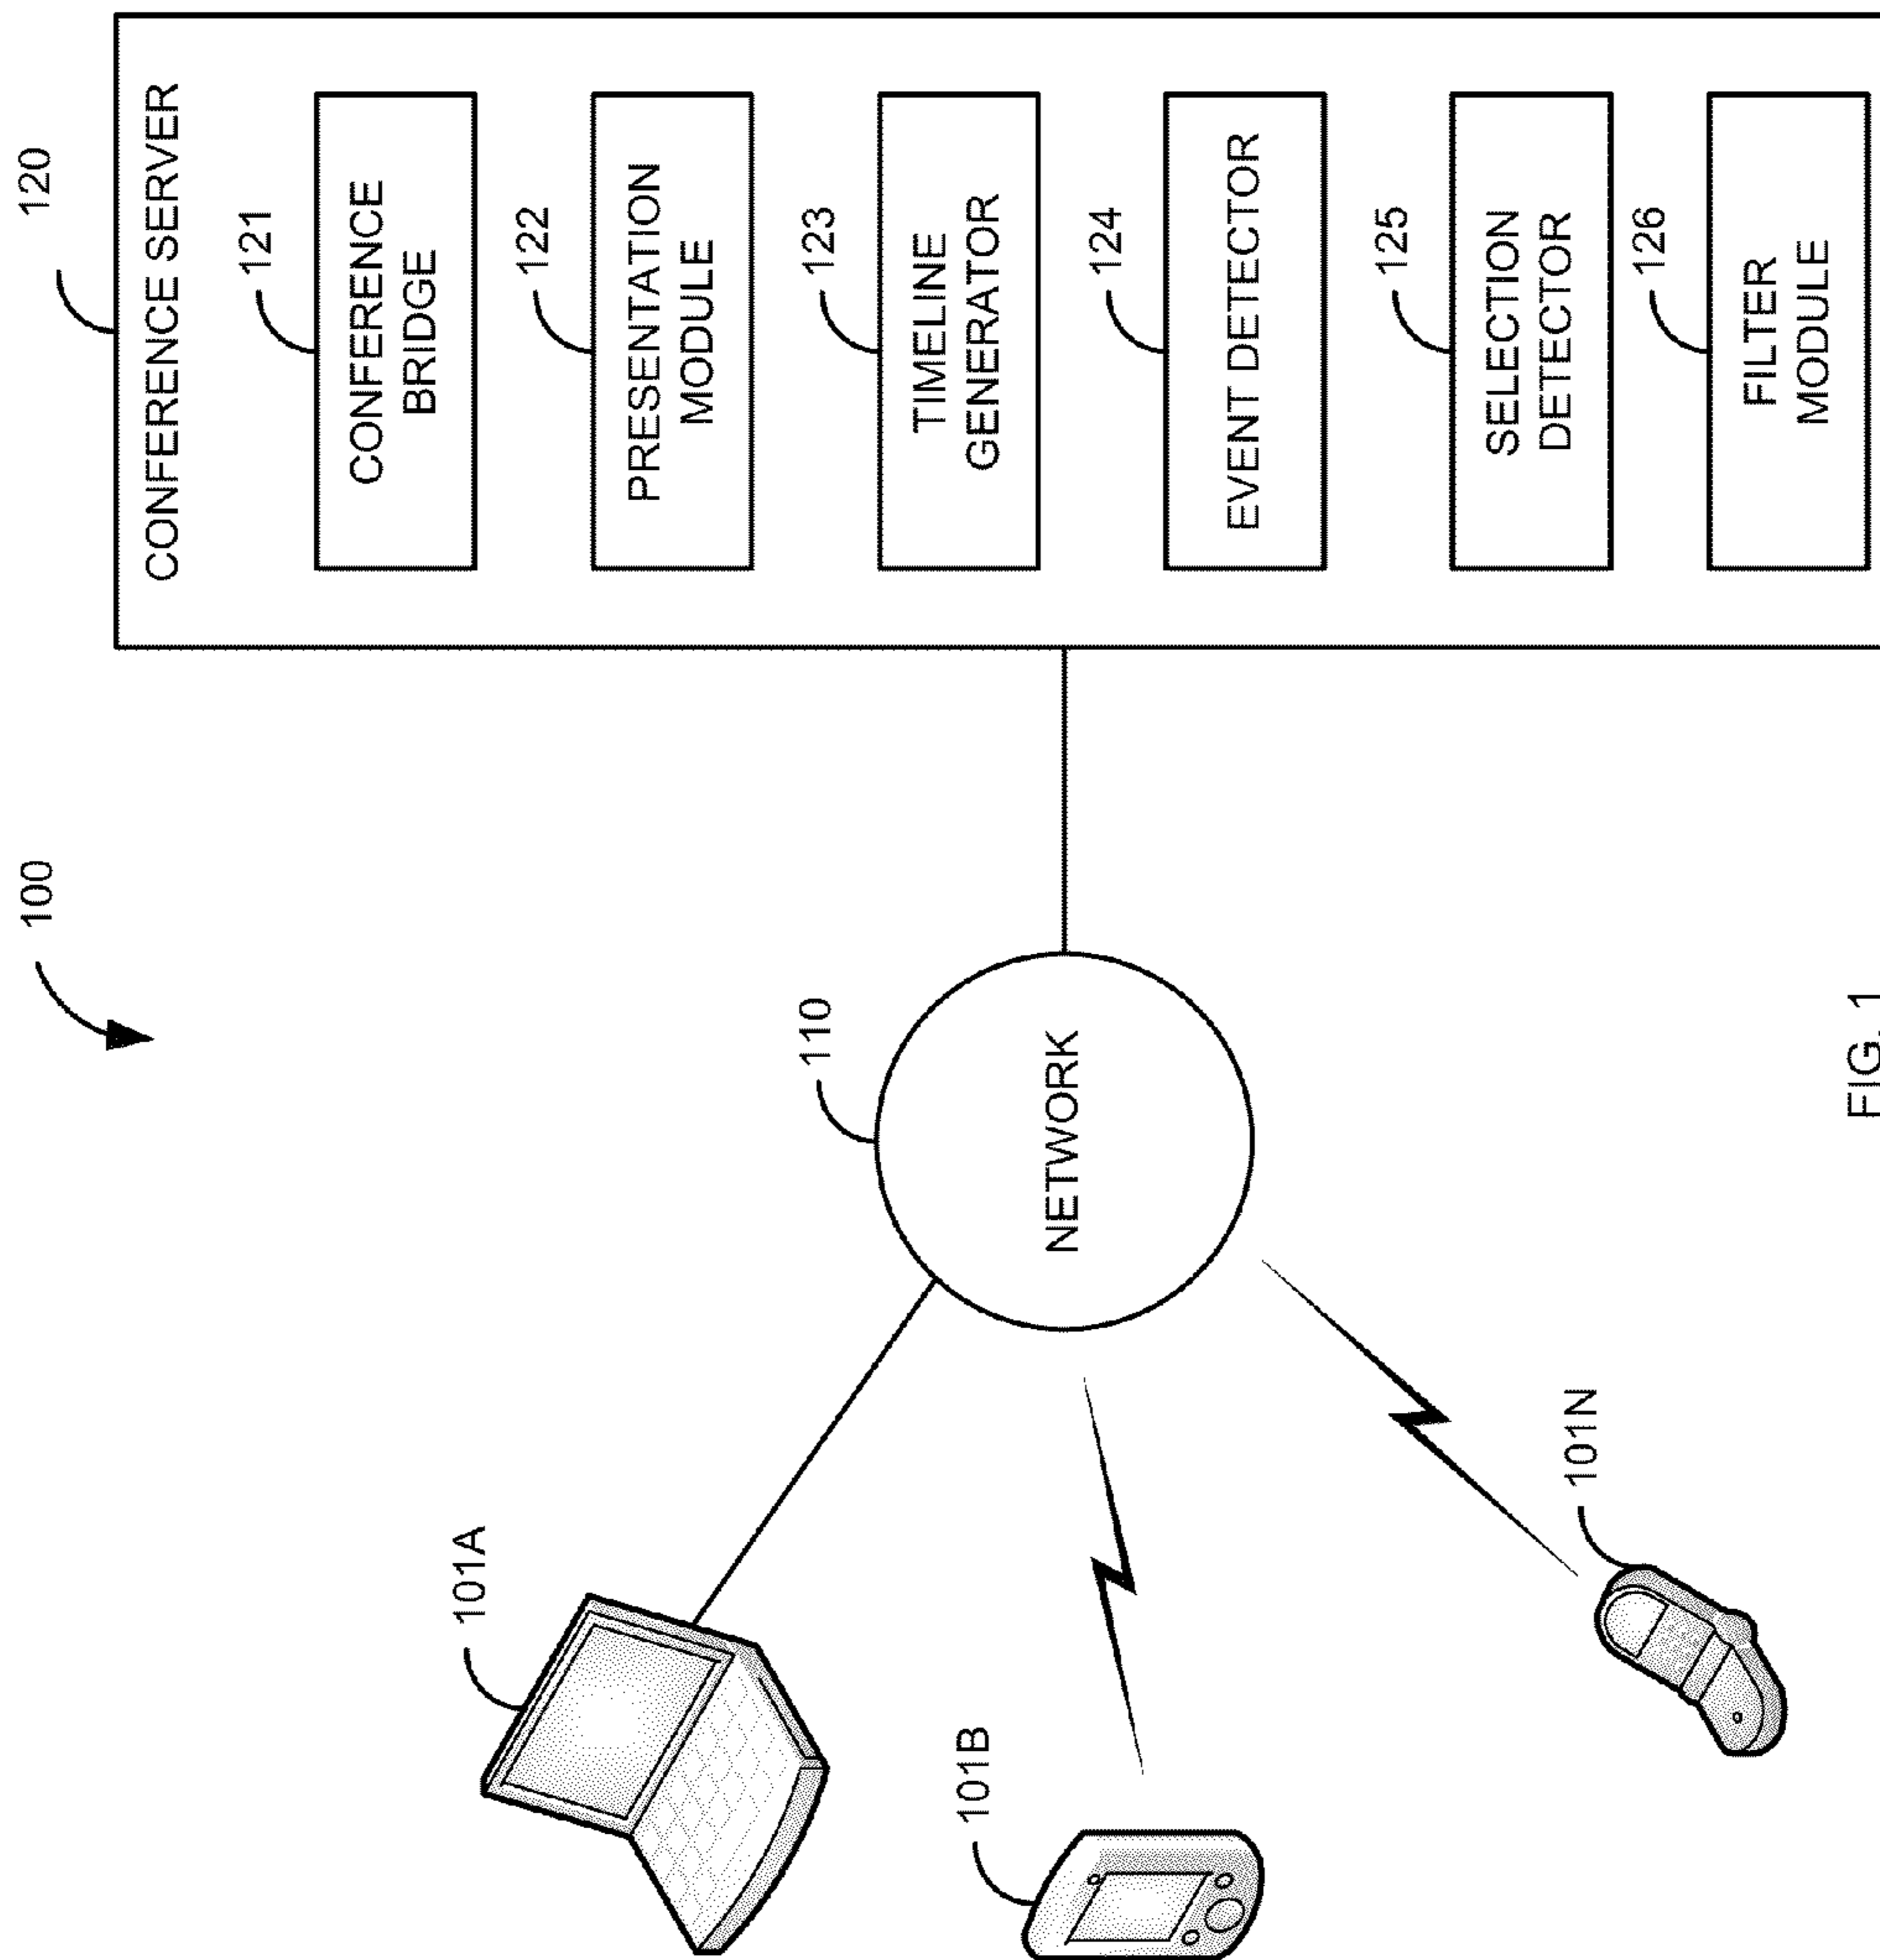 100
120
CONFERENCE SERVER
121
CONFERENCE
BRIDGE
122
PRESENTATION
MODULE
123
TIMELINE
GENERATOR
124
EVENT DETECTOR
125
SELECTION
DETECTOR
126
FILTER
MODULE
110
NETWORK
101A
101B
101N
FIG. 1